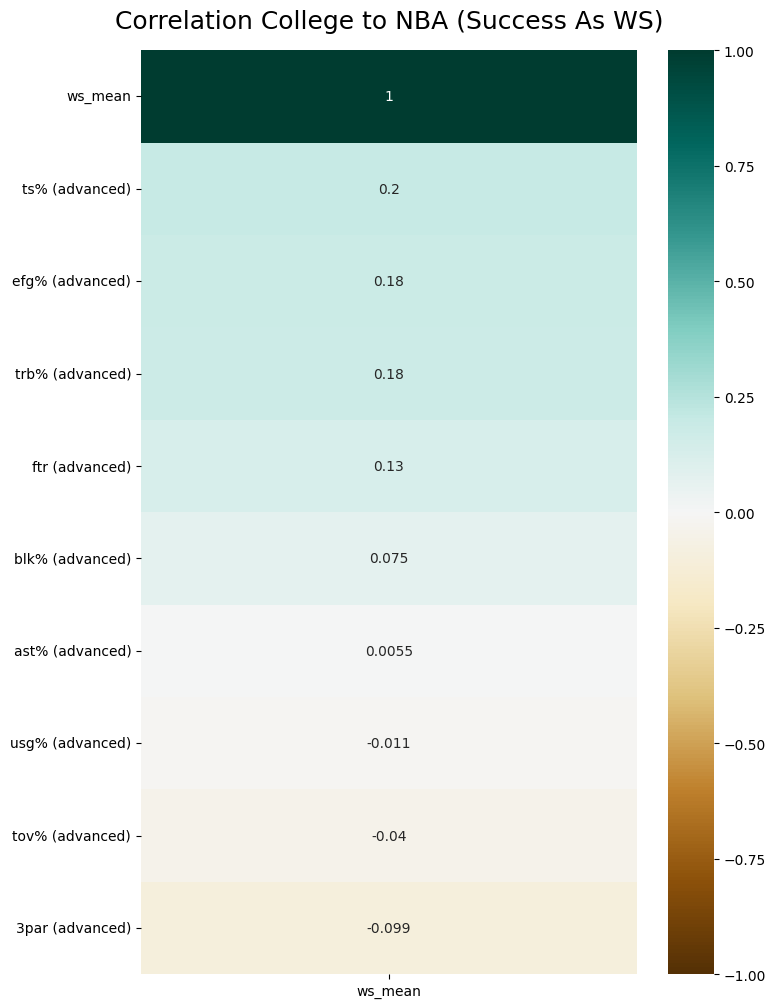 Correlation College to NBA (Success As WS)
ws_mean
1
ts% (advanced)
0.2
efg% (advanced)
0.18
trb% (advanced)
0.18
ftr (advanced)
0.13
blk% (advanced)
0.075
ast% (advanced)
0.0055
usg% (advanced)
-0.011
tov% (advanced)
-0.04
3par (advanced)
-0.099
ws_mean
1.00
0.75
0.50
0.25
0.00
−0.25
−0.50
−0.75
−1.00